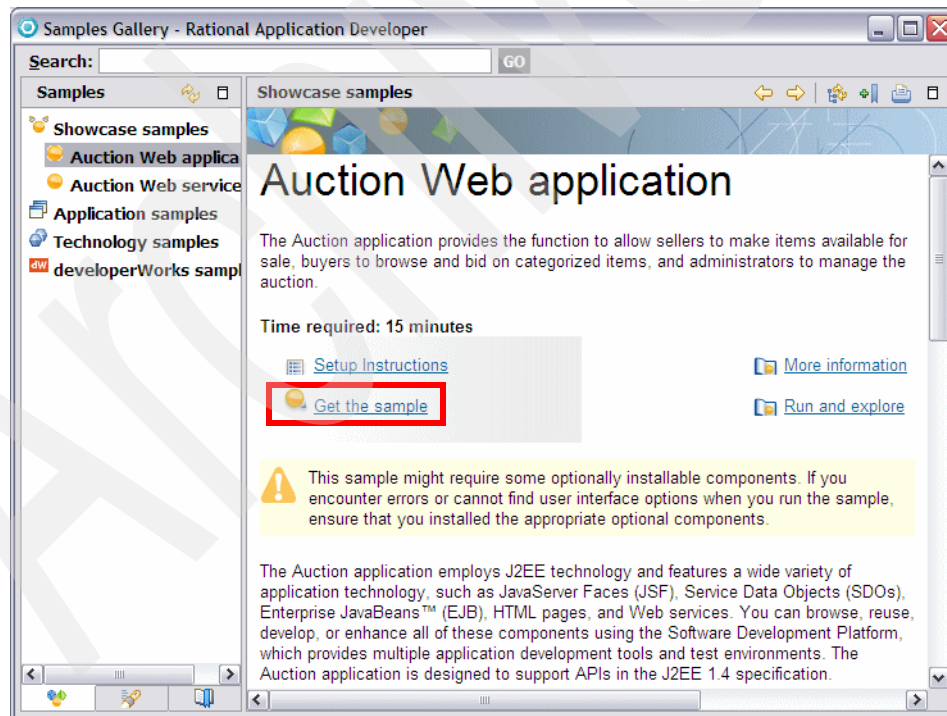 Samples Gallery - Rational Application Developer
Search:
GO
Samples
Showcase samples
Auction Web applica
Auction Web service
Application samples
Technology samples
dW developerWorks sampl
Showcase samples
Auction Web application
The Auction application provides the function to allow sellers to make items available for
sale, buyers to browse and bid on categorized items, and administrators to manage the
auction.
Time required: 15 minutes
Setup Instructions
More information
Get the sample
Run and explore
This sample might require some optionally installable components. If you
encounter errors or cannot find user interface options when you run the sample,
ensure that you installed the appropriate optional components.
The Auction application employs J2EE technology and features a wide variety of
application technology, such as JavaServer Faces (JSF), Service Data Objects (SDOs),
Enterprise JavaBeans™ (EJB), HTML pages, and Web services. You can browse, reuse,
develop, or enhance all of these components using the Software Development Platform,
which provides multiple application development tools and test environments. The
Auction application is designed to support APIs in the J2EE 1.4 specification.